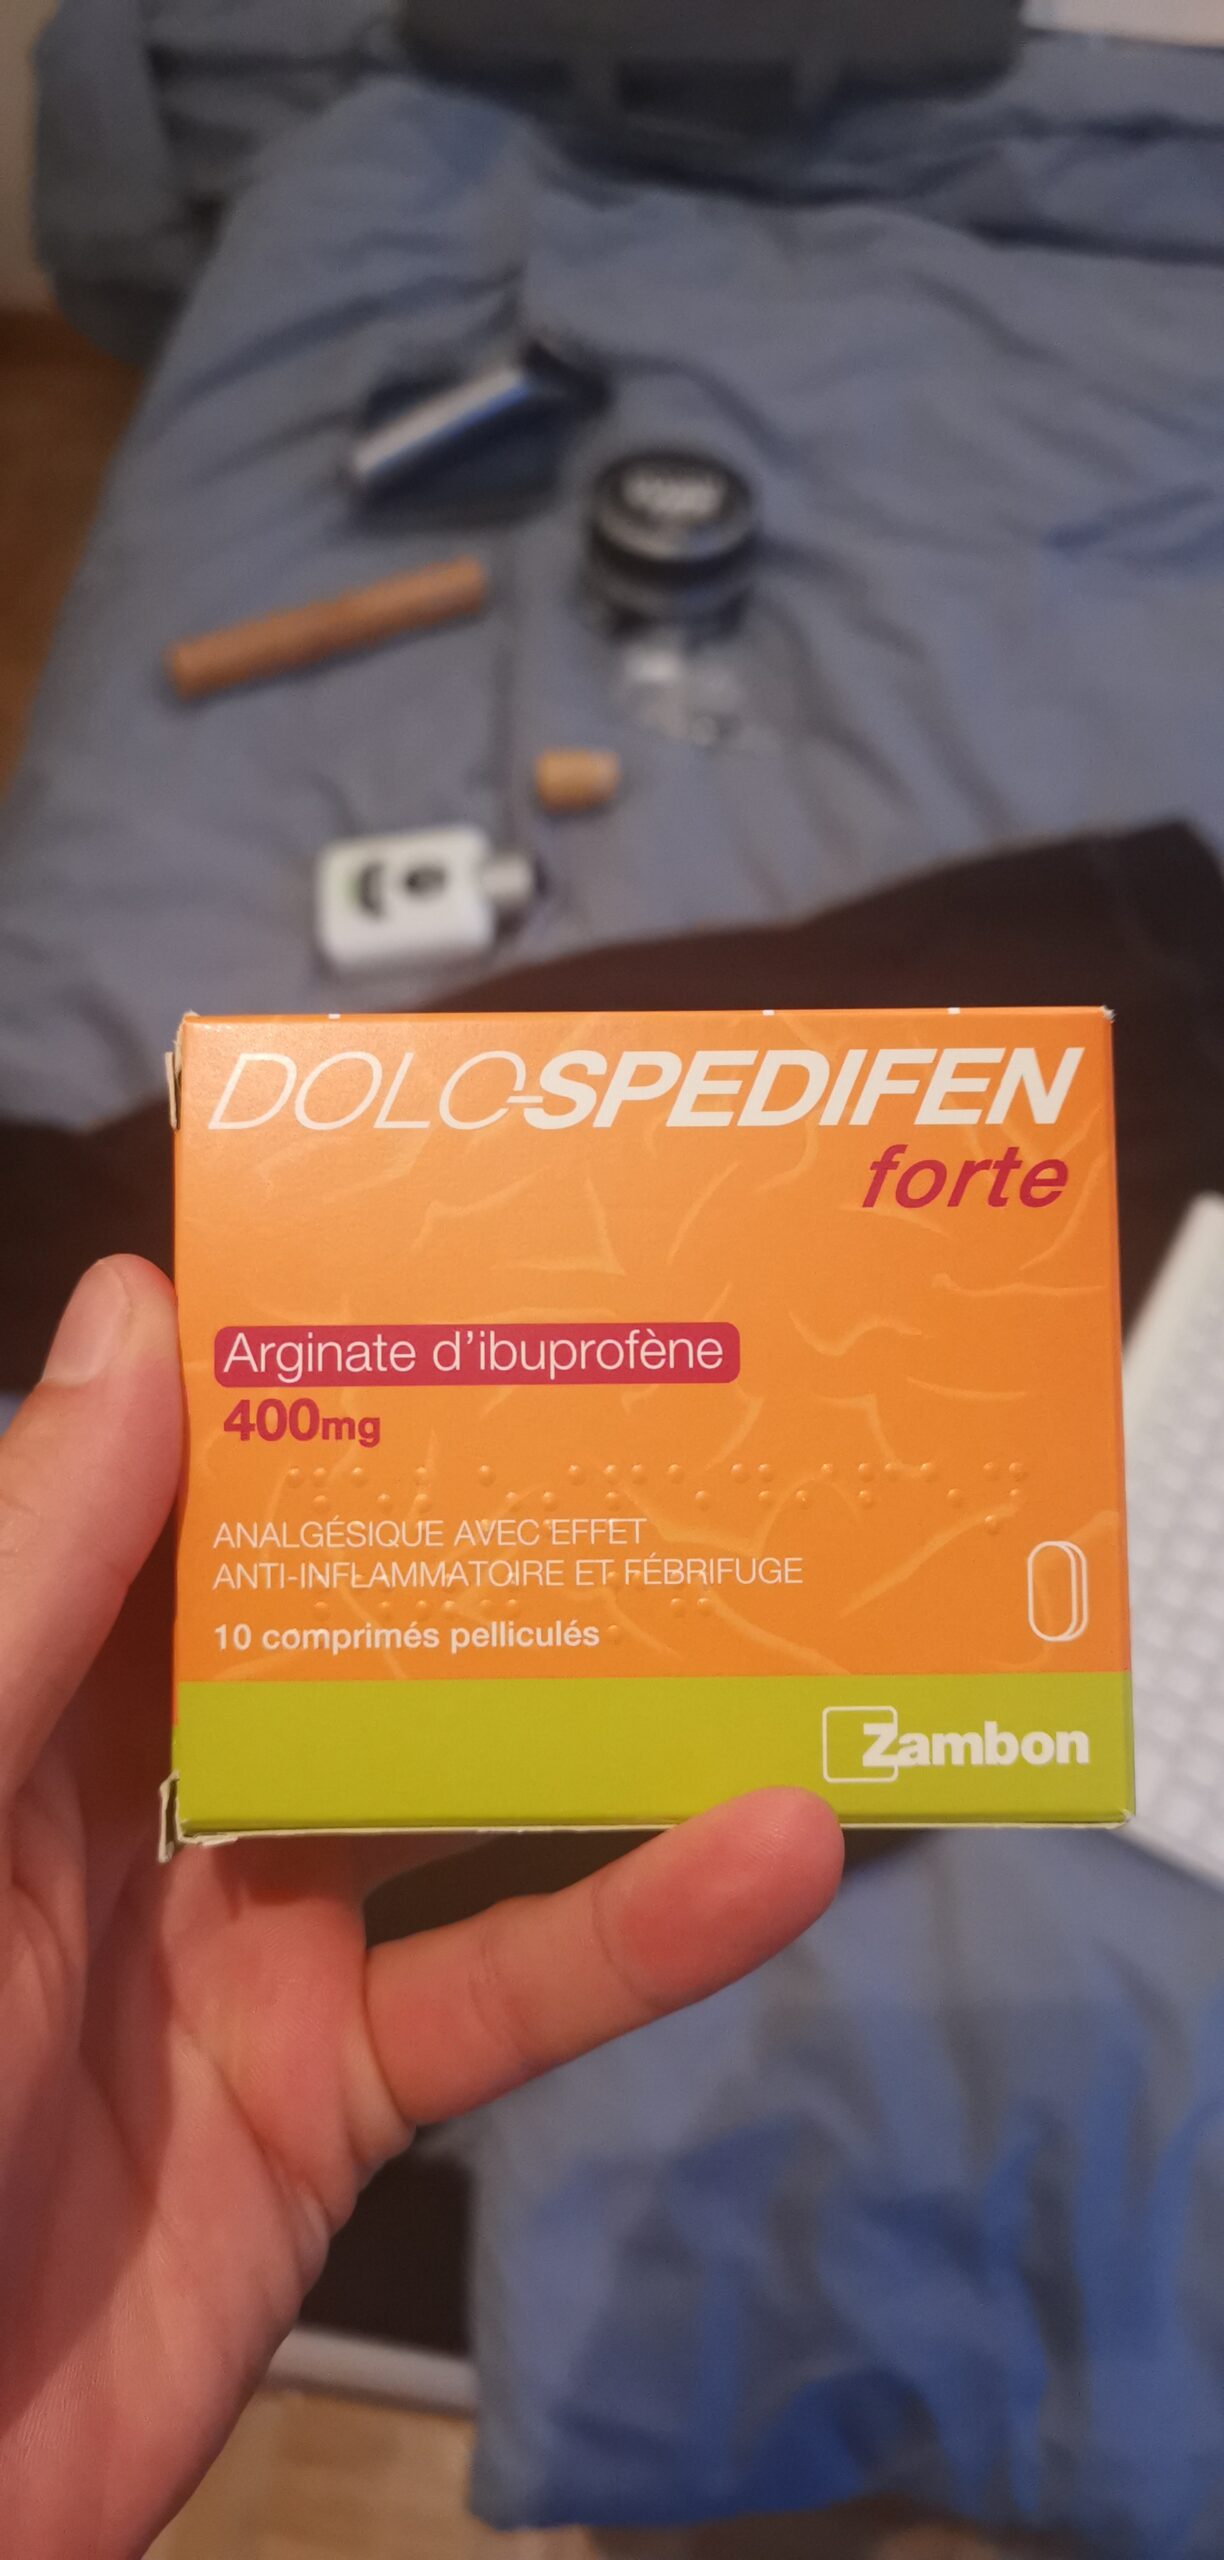 DOLO-SPEDIFEN
forte
Arginate d'ibuprofène
400mg
ANALGÉSIQUE AVEC EFFET
ANTI-INFLAMMATOIRE ET FÉBRIFUGE
10 comprimés pelliculés
Zambon